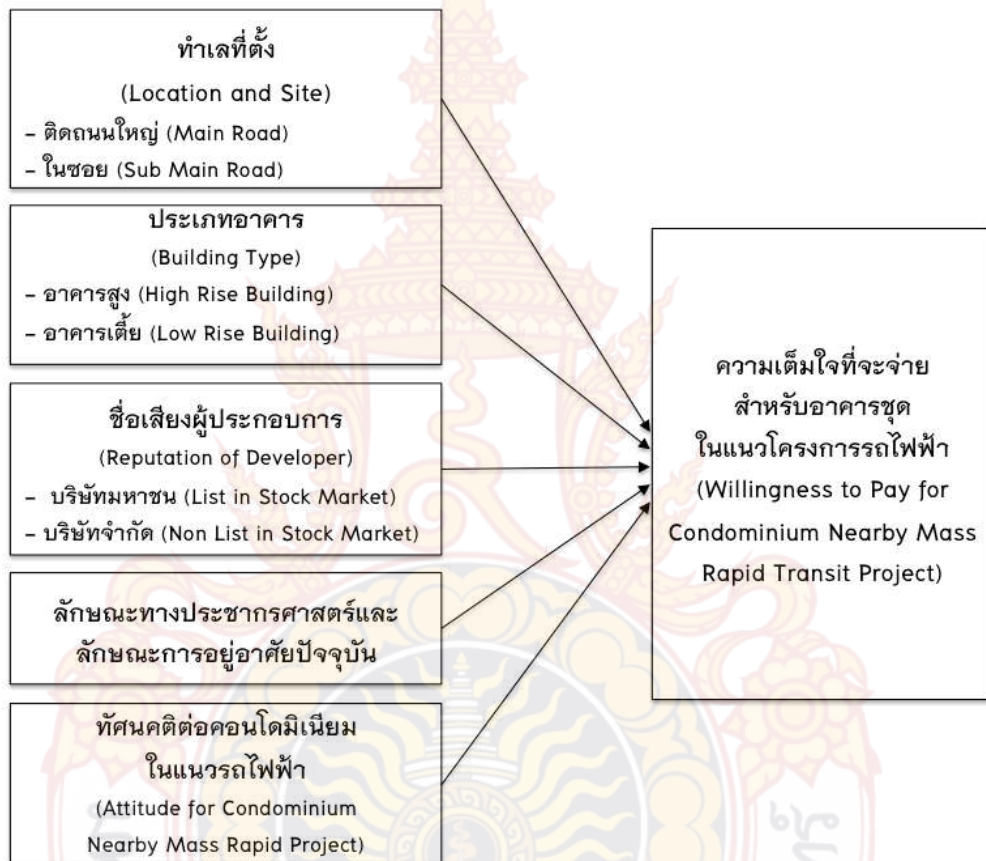 ทำเลที่ตั้ง
(Location and Site)
- ติดถนนใหญ่ (Main Road)
- ในซอย (Sub Main Road)
ประเภทอาคาร
(Building Type)
- อาคารสูง (High Rise Building)
- อาคารเตี้ย (Low Rise Building)
ชื่อเสียงผู้ประกอบการ
(Reputation of Developer)
- บริษัทมหาชน (List in Stock Market)
- บริษัทจำกัด (Non List in Stock Market)
ลักษณะทางประชากรศาสตร์และ
ลักษณะการอยู่อาศัยปัจจุบัน
ทัศนคติต่อคอนโดมิเนียม
ในแนวรถไฟฟ้า
(Attitude for Condominium
Nearby Mass Rapid Project)
ความเต็มใจที่จะจ่าย
สำหรับอาคารชุด
ในแนวโครงการรถไฟฟ้า
(Willingness to Pay for
Condominium Nearby Mass
Rapid Transit Project)